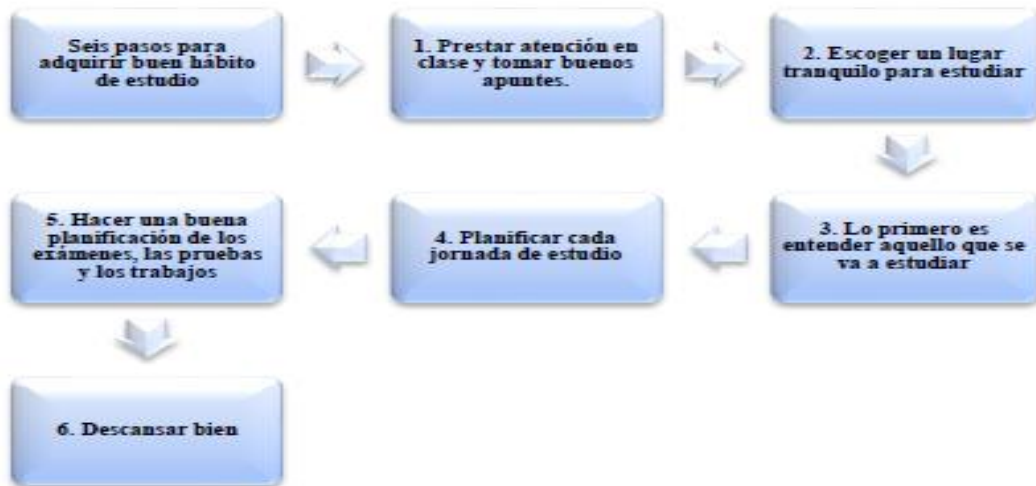 Seis pasos para
adquirir buen hábito
de estudio
1. Prestar atención en
clase y tomar buenos
apuntes.
2. Escoger un lugar
tranquilo para estudiar
3. Lo primero es
entender aquello que se
va a estudiar
4. Planificar cada
jornada de estudio
5. Hacer una buena
planificación de los
exámenes, las pruebas
y los trabajos
6. Descansar bien